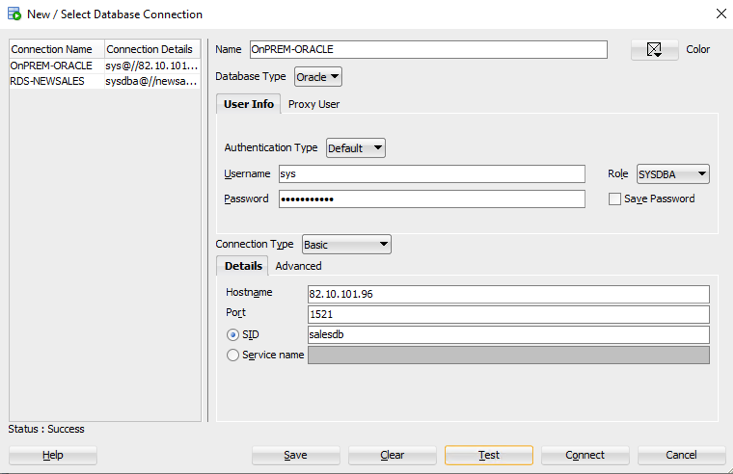 New / Select Database Connection
Connection Name Connection Details
OnPREM-ORACLE sys@//82.10.101...
RDS-NEWSALES sysdba@//newsa...
Name OnPREM-ORACLE Color
Database Type Oracle
User Info Proxy User
Authentication Type Default
Username sys Role SYSDBA
Password ••••••••••• Save Password
Connection Type Basic
Details Advanced
Hostname 82.10.101.96
Port 1521
SID salesdb
Service name
Status : Success
Help Save Clear Test Connect Cancel